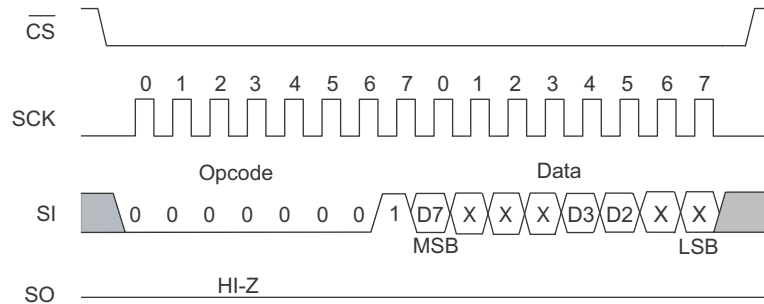 CS
0 1 2 3 4 5 6 7 0 1 2 3 4 5 6 7
SCK
Opcode Data
SI 0 0 0 0 0 0 0 1 D7 X X X D3 D2 X X
MSB LSB
HI-Z
SO